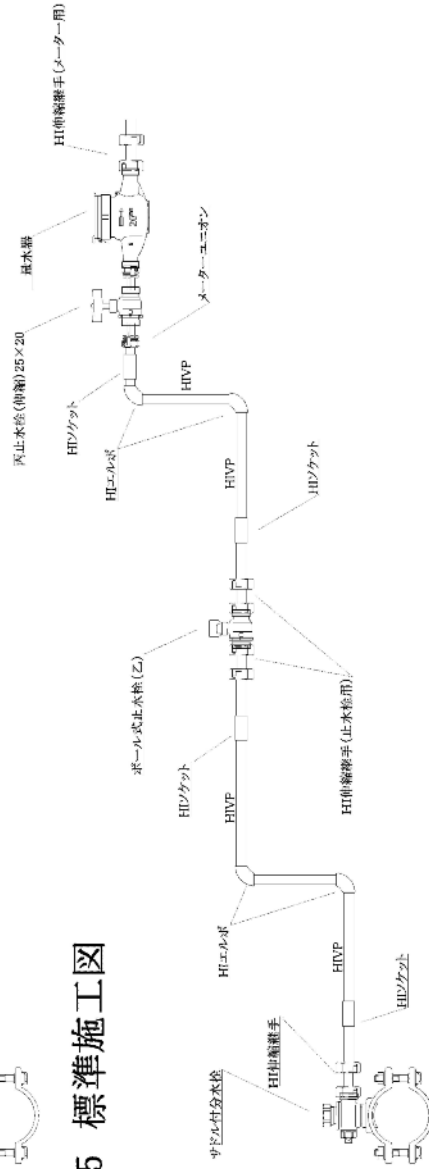 5 標準施工図
サドル付分水栓
HI伸縮継手
HIソケット
HIVP
HIエルボ
HIVP
HIソケット
ボール式止水栓(乙)
HI伸縮継手(止水栓用)
HIソケット
HIVP
HIエルボ
HIVP
HIソケット
メーターユニオン
丙止水栓(伸縮)25×20
量水器
20mm
HI伸縮継手(メーター用)